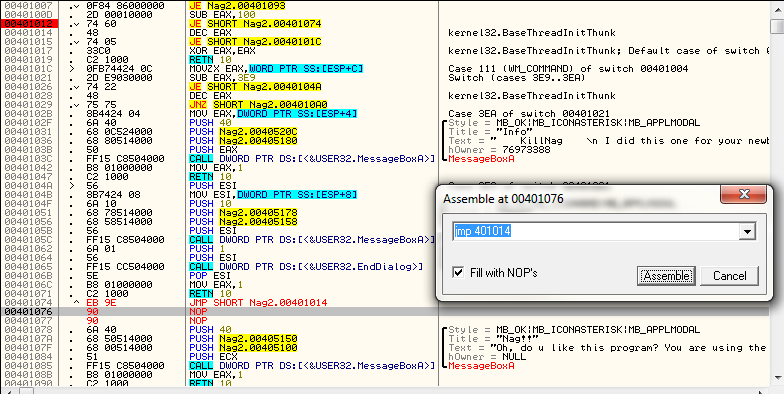 00401007 . 0F84 86000000 JE Nag2.00401093
0040100D . 2D 00010000 SUB EAX,100
00401012 . 74 60 JE SHORT Nag2.00401074
00401014 . 48 DEC EAX kernel32.BaseThreadInitThunk
00401015 . 74 05 JE SHORT Nag2.0040101C
00401017 . 33C0 XOR EAX,EAX kernel32.BaseThreadInitThunk; Default case of switch 0
00401019 . C2 1000 RETN 10
0040101C > 0FB74424 0C MOVZX EAX,WORD PTR SS:[ESP+C] Case 111 (WM_COMMAND) of switch 00401004
00401021 . 2D E9030000 SUB EAX,3E9 Switch (cases 3E9..3EA)
00401026 . 74 22 JE SHORT Nag2.0040104A
00401028 . 48 DEC EAX kernel32.BaseThreadInitThunk
00401029 . 75 75 JNZ SHORT Nag2.004010A0
0040102B . 8B4424 04 MOV EAX,DWORD PTR SS:[ESP+4] Case 3EA of switch 00401021
0040102F . 6A 40 PUSH 40 Style = MB_OK|MB_ICONASTERISK|MB_APPLMODAL
00401031 . 68 0C524000 PUSH Nag2.0040520C Title = "Info"
00401036 . 68 80514000 PUSH Nag2.00405180 Text = " KillNag \n I did this one for your newb
0040103B . 50 PUSH EAX hOwner = 76973388
0040103C . FF15 C8504000 CALL DWORD PTR DS:[<&USER32.MessageBoxA>] MessageBoxA
00401042 . B8 01000000 MOV EAX,1
00401047 . C2 1000 RETN 10
0040104A > 56 PUSH ESI
0040104B . 8B7424 08 MOV ESI,DWORD PTR SS:[ESP+8]
0040104F . 6A 10 PUSH 10
00401051 . 68 78514000 PUSH Nag2.00405178
00401056 . 68 58514000 PUSH Nag2.00405158
0040105B . 56 PUSH ESI
0040105C . FF15 C8504000 CALL DWORD PTR DS:[<&USER32.MessageBoxA>]
00401062 . 6A 01 PUSH 1
00401064 . 56 PUSH ESI
00401065 . FF15 CC504000 CALL DWORD PTR DS:[<&USER32.EndDialog>]
0040106B . 5E POP ESI
0040106C . B8 01000000 MOV EAX,1
00401071 . C2 1000 RETN 10
00401074 ^ EB 9E JMP SHORT Nag2.00401014
00401076 90 NOP
00401077 90 NOP
00401078 . 6A 40 PUSH 40 Style = MB_OK|MB_ICONASTERISK|MB_APPLMODAL
0040107A . 68 50514000 PUSH Nag2.00405150 Title = "Nag!!"
0040107F . 68 00514000 PUSH Nag2.00405100 Text = "Oh, do u like this program? You are using the
00401084 . 51 PUSH ECX hOwner = NULL
00401085 . FF15 C8504000 CALL DWORD PTR DS:[<&USER32.MessageBoxA>] MessageBoxA
0040108B . B8 01000000 MOV EAX,1
00401090 . C2 1000 RETN 10
Assemble at 00401076
jmp 401014
Fill with NOP's
Assemble
Cancel